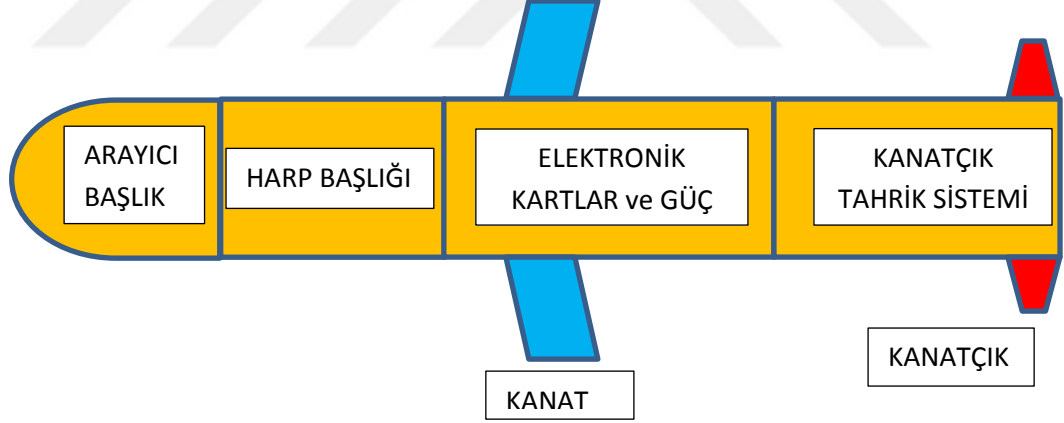 ARAYICI
BAŞLIK
HARP BAŞLIĞI
ELEKTRONİK
KARTLAR ve GÜÇ
KANATÇIK
TAHRİK SİSTEMİ
KANATÇIK
KANAT